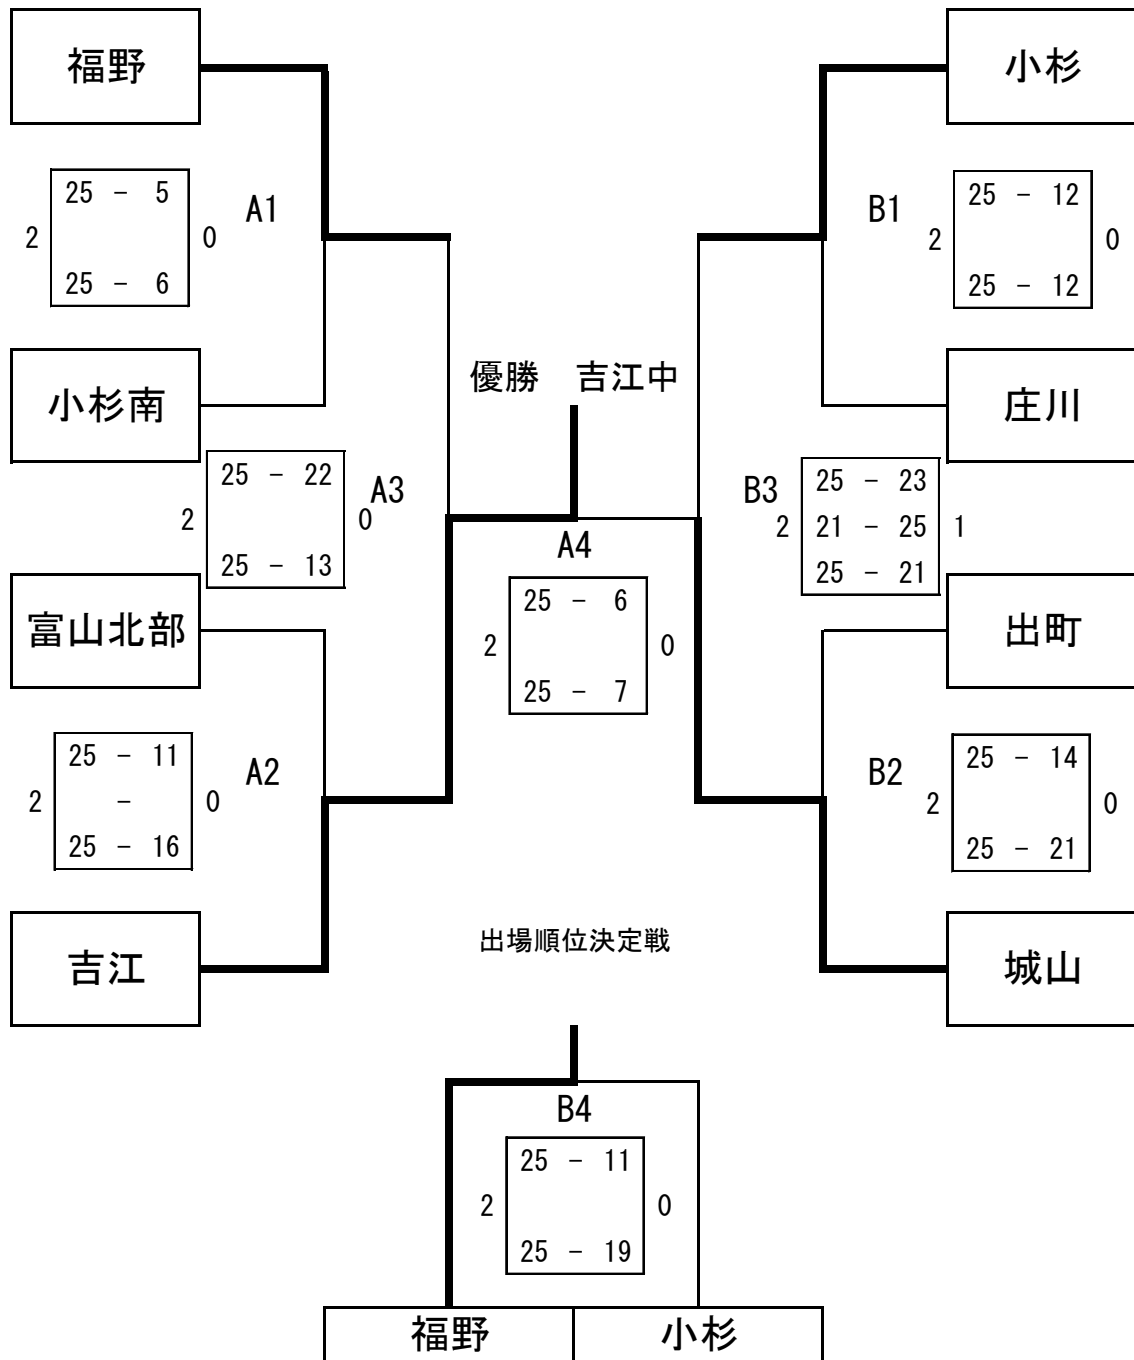 福野
小杉
25 - 5
A1
2
0
25 - 6
B1
25 - 12
2
0
25 - 12
小杉南
優勝 吉江中
庄川
25 - 22
A3
2
0
25 - 13
B3
25 - 23
2
21 - 25
1
25 - 21
A4
25 - 6
2
0
25 - 7
富山北部
出町
25 - 11
A2
2
-
0
25 - 16
B2
25 - 14
2
0
25 - 21
吉江
出場順位決定戦
城山
B4
25 - 11
2
0
25 - 19
福野
小杉